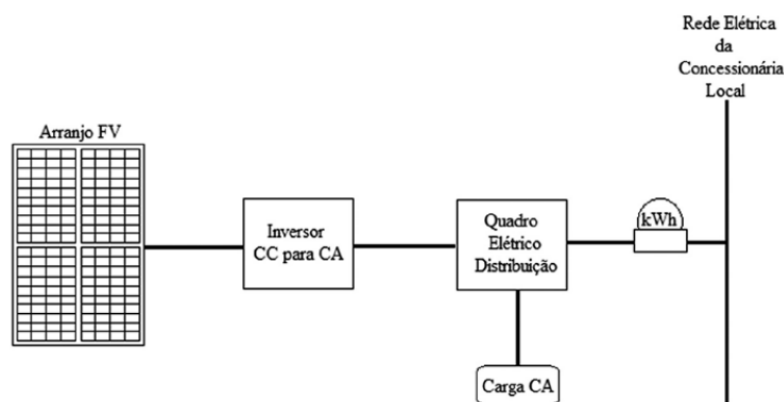 Rede Elétrica
da
Concessionária
Local
Arranjo FV
Inversor
CC para CA
Quadro
Elétrico
Distribuição
kWh
Carga CA